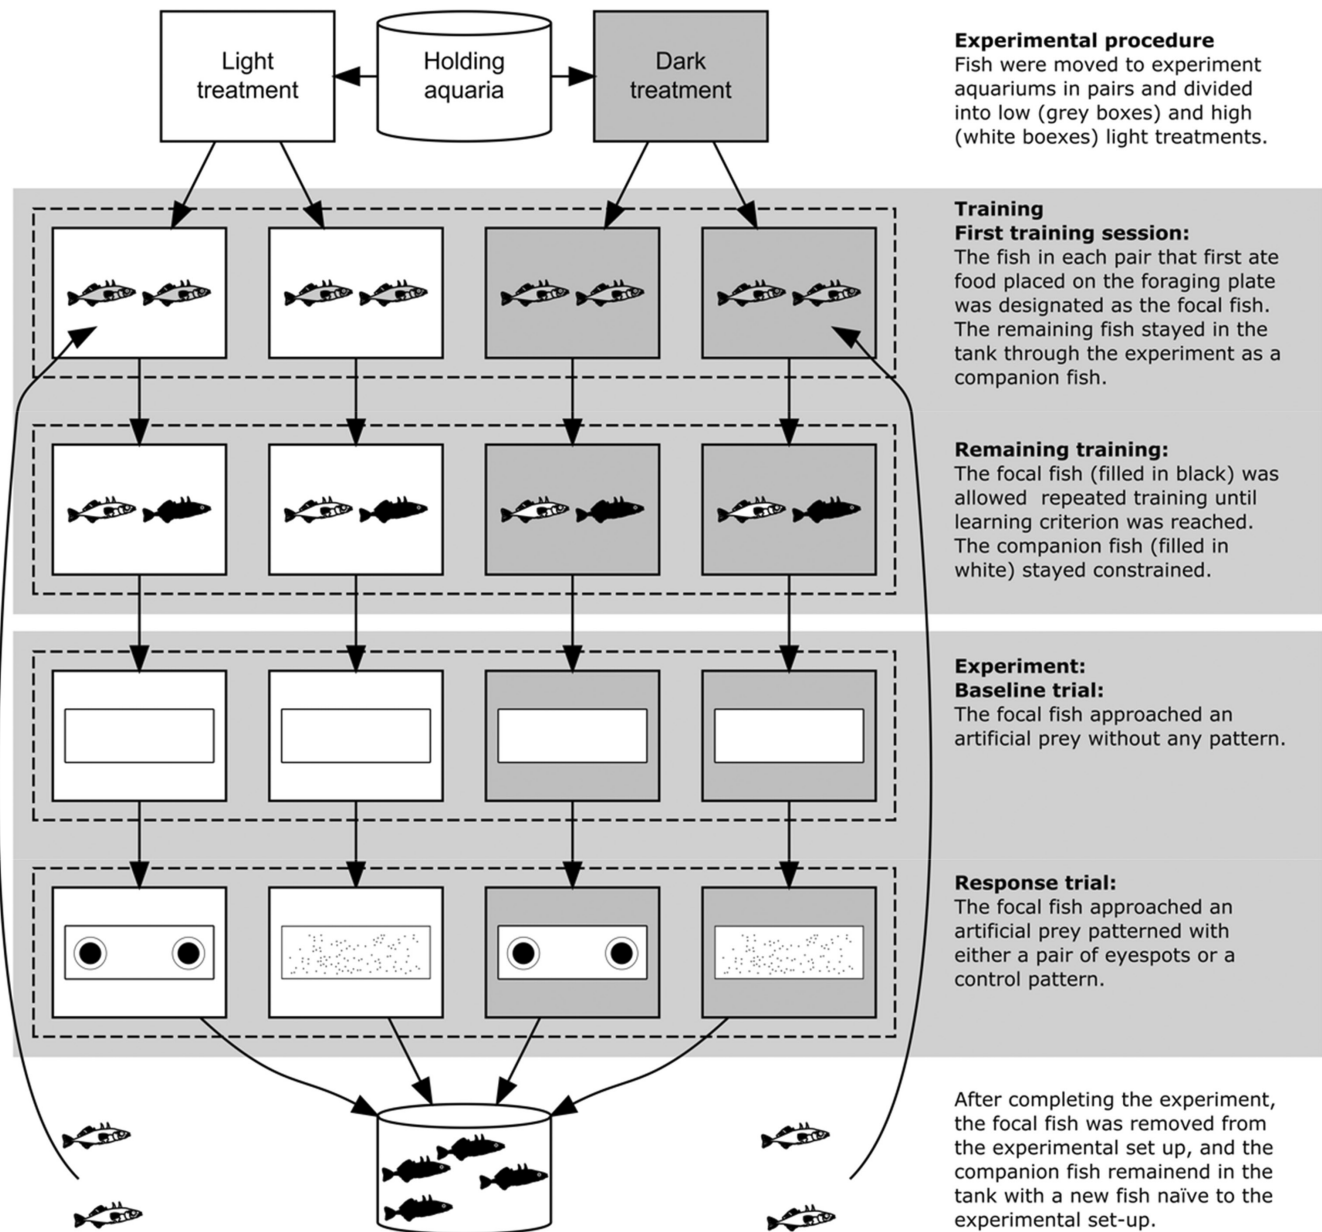 Light
treatment
Holding
aquaria
Dark
treatment
Experimental procedure
Fish were moved to experiment
aquariums in pairs and divided
into low (grey boxes) and high
(white boexes) light treatments.
Training
First training session:
The fish in each pair that first ate
food placed on the foraging plate
was designated as the focal fish.
The remaining fish stayed in the
tank through the experiment as a
companion fish.
Remaining training:
The focal fish (filled in black) was
allowed  repeated training until
learning criterion was reached.
The companion fish (filled in
white) stayed constrained.
Experiment:
Baseline trial:
The focal fish approached an
artificial prey without any pattern.
Response trial:
The focal fish approached an
artificial prey patterned with
either a pair of eyespots or a
control pattern.
After completing the experiment,
the focal fish was removed from
the experimental set up, and the
companion fish remainend in the
tank with a new fish naïve to the
experimental set-up.